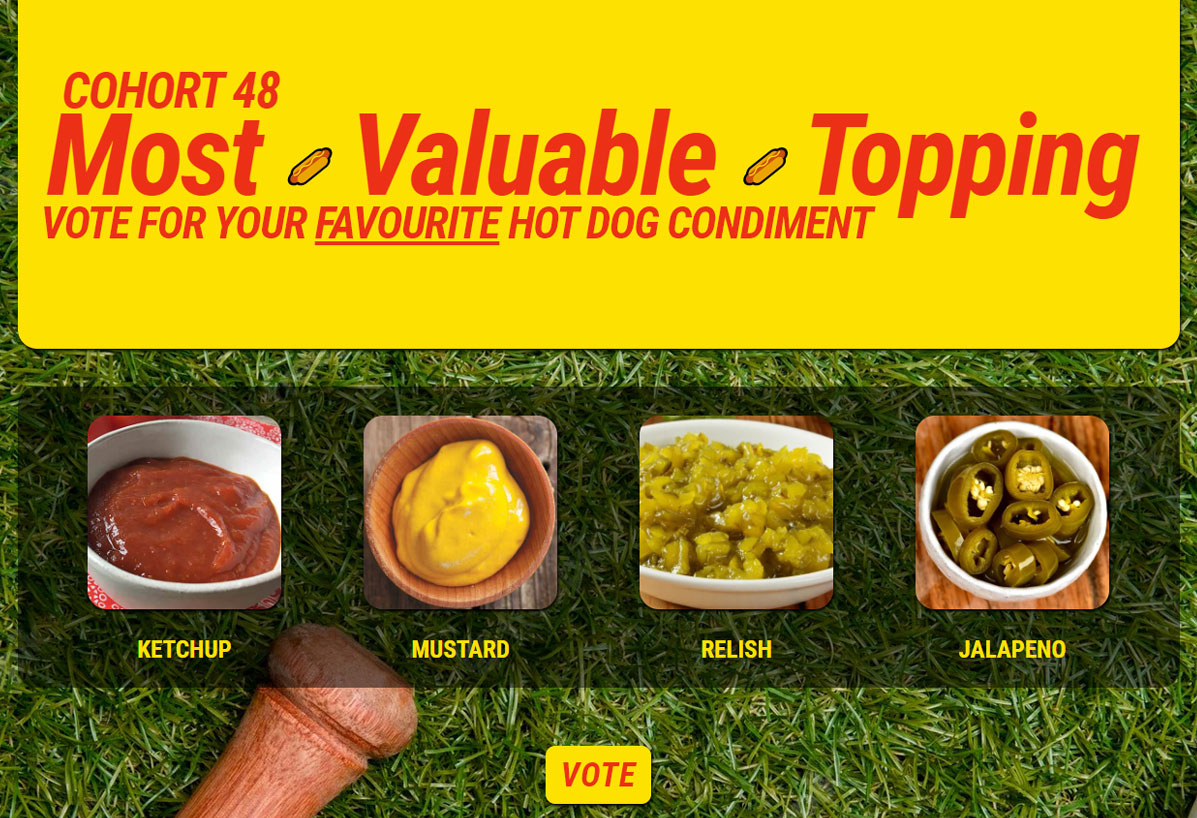 COHORT 48
Most Valuable Topping
VOTE FOR YOUR FAVOURITE HOT DOG CONDIMENT
KETCHUP
MUSTARD
RELISH
JALAPENO
VOTE